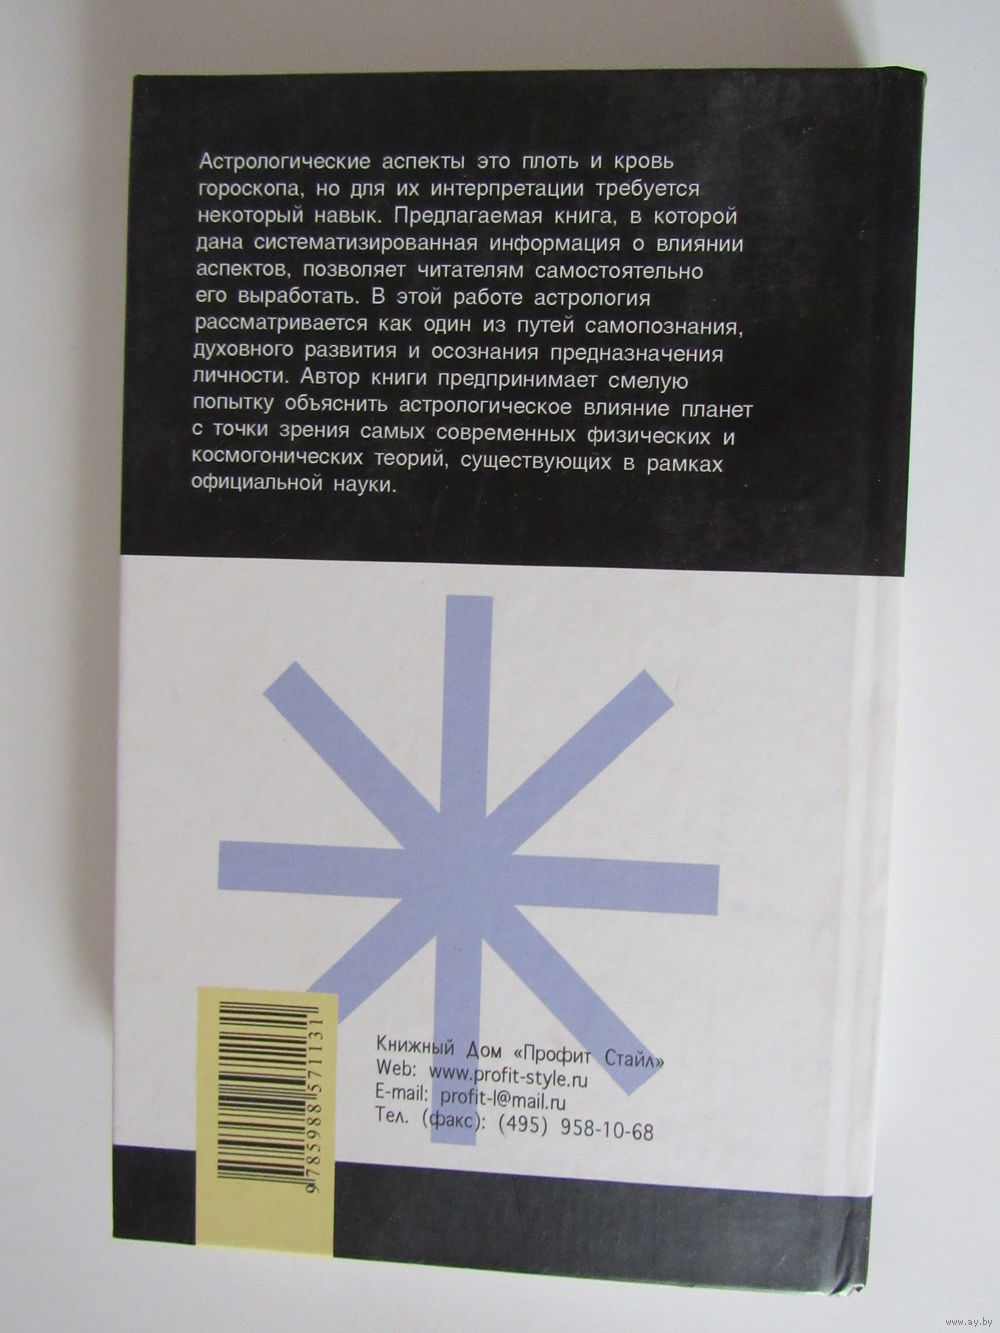 Астрологические аспекты это плоть и кровь
гороскопа, но для их интерпретации требуется
некоторый навык. Предлагаемая книга, в которой
дана систематизированная информация о влиянии
аспектов, позволяет читателям самостоятельно
его выработать. В этой работе астрология
рассматривается как один из путей самопознания,
духовного развития и осознания предназначения
личности. Автор книги предпринимает смелую
попытку объяснить астрологическое влияние планет
с точки зрения самых современных физических и
космогонических теорий, существующих в рамках
официальной науки.
9785988571131
Книжный Дом «Профит Стайл»
Web: www.profit-style.ru
E-mail: profit-l@mail.ru
Тел. (факс): (495) 958-10-68
www.ay.by